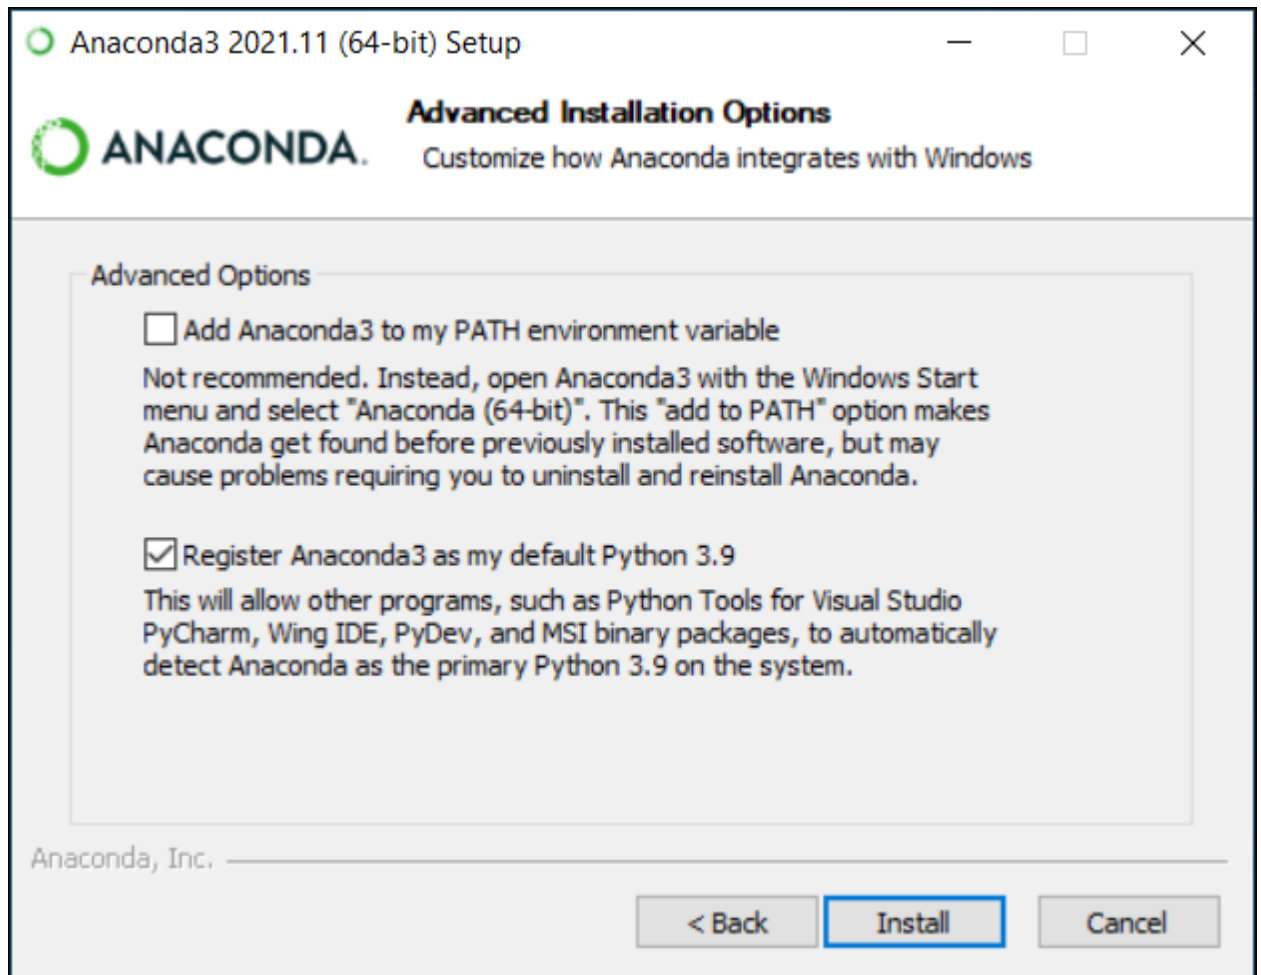 Anaconda3 2021.11 (64-bit) Setup
ANACONDA.
Advanced Installation Options
Customize how Anaconda integrates with Windows
Advanced Options
Add Anaconda3 to my PATH environment variable
Not recommended. Instead, open Anaconda3 with the Windows Start
menu and select "Anaconda (64-bit)". This "add to PATH" option makes
Anaconda get found before previously installed software, but may
cause problems requiring you to uninstall and reinstall Anaconda.
Register Anaconda3 as my default Python 3.9
This will allow other programs, such as Python Tools for Visual Studio
PyCharm, Wing IDE, PyDev, and MSI binary packages, to automatically
detect Anaconda as the primary Python 3.9 on the system.
Anaconda, Inc.
< Back
Install
Cancel